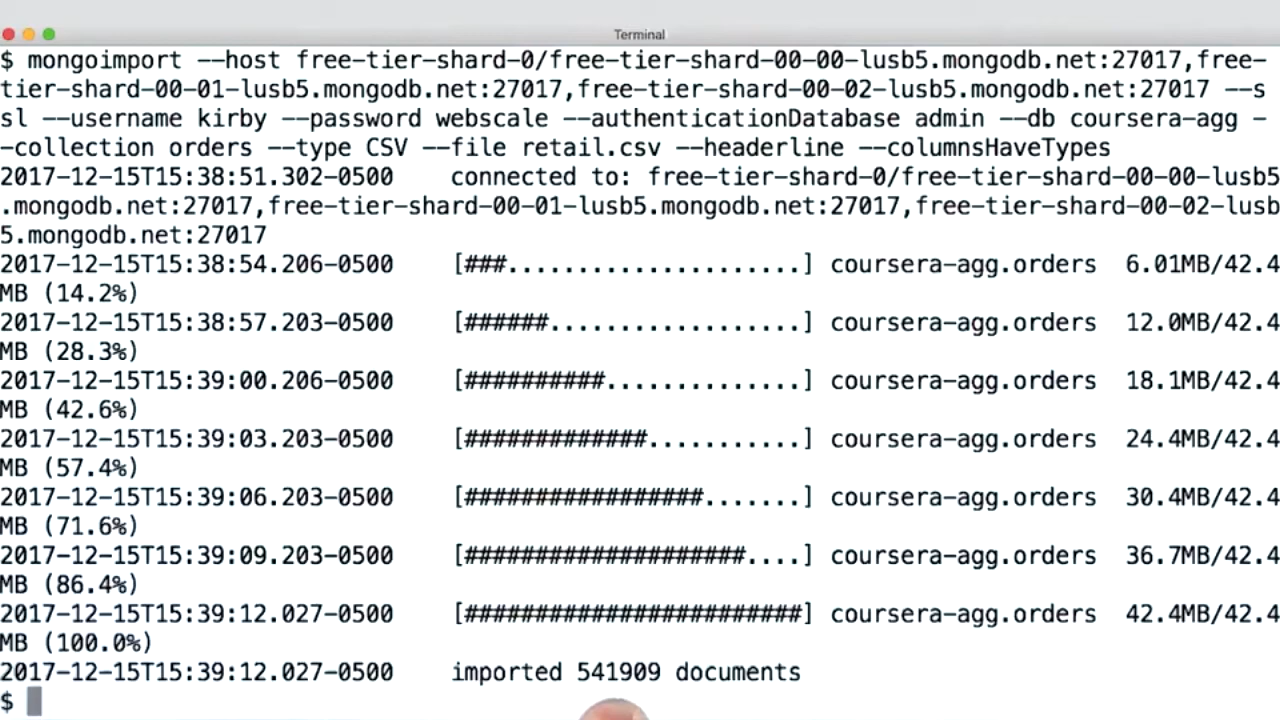 Terminal
$ mongoimport --host free-tier-shard-0/free-tier-shard-00-00-lusb5.mongodb.net:27017,free-
tier-shard-00-01-lusb5.mongodb.net:27017,free-tier-shard-00-02-lusb5.mongodb.net:27017 --s
sl --username kirby --password webscale --authenticationDatabase admin --db coursera-agg -
-collection orders --type CSV --file retail.csv --headerline --columnsHaveTypes
2017-12-15T15:38:51.302-0500    connected to: free-tier-shard-0/free-tier-shard-00-00-lusb5
.mongodb.net:27017,free-tier-shard-00-01-lusb5.mongodb.net:27017,free-tier-shard-00-02-lusb
5.mongodb.net:27017
2017-12-15T15:38:54.206-0500    [###.....................] coursera-agg.orders  6.01MB/42.4
MB (14.2%)
2017-12-15T15:38:57.203-0500    [######..................] coursera-agg.orders  12.0MB/42.4
MB (28.3%)
2017-12-15T15:39:00.206-0500    [##########..............] coursera-agg.orders  18.1MB/42.4
MB (42.6%)
2017-12-15T15:39:03.203-0500    [#############...........] coursera-agg.orders  24.4MB/42.4
MB (57.4%)
2017-12-15T15:39:06.203-0500    [#################.......] coursera-agg.orders  30.4MB/42.4
MB (71.6%)
2017-12-15T15:39:09.203-0500    [####################....] coursera-agg.orders  36.7MB/42.4
MB (86.4%)
2017-12-15T15:39:12.027-0500    [########################] coursera-agg.orders  42.4MB/42.4
MB (100.0%)
2017-12-15T15:39:12.027-0500    imported 541909 documents
$